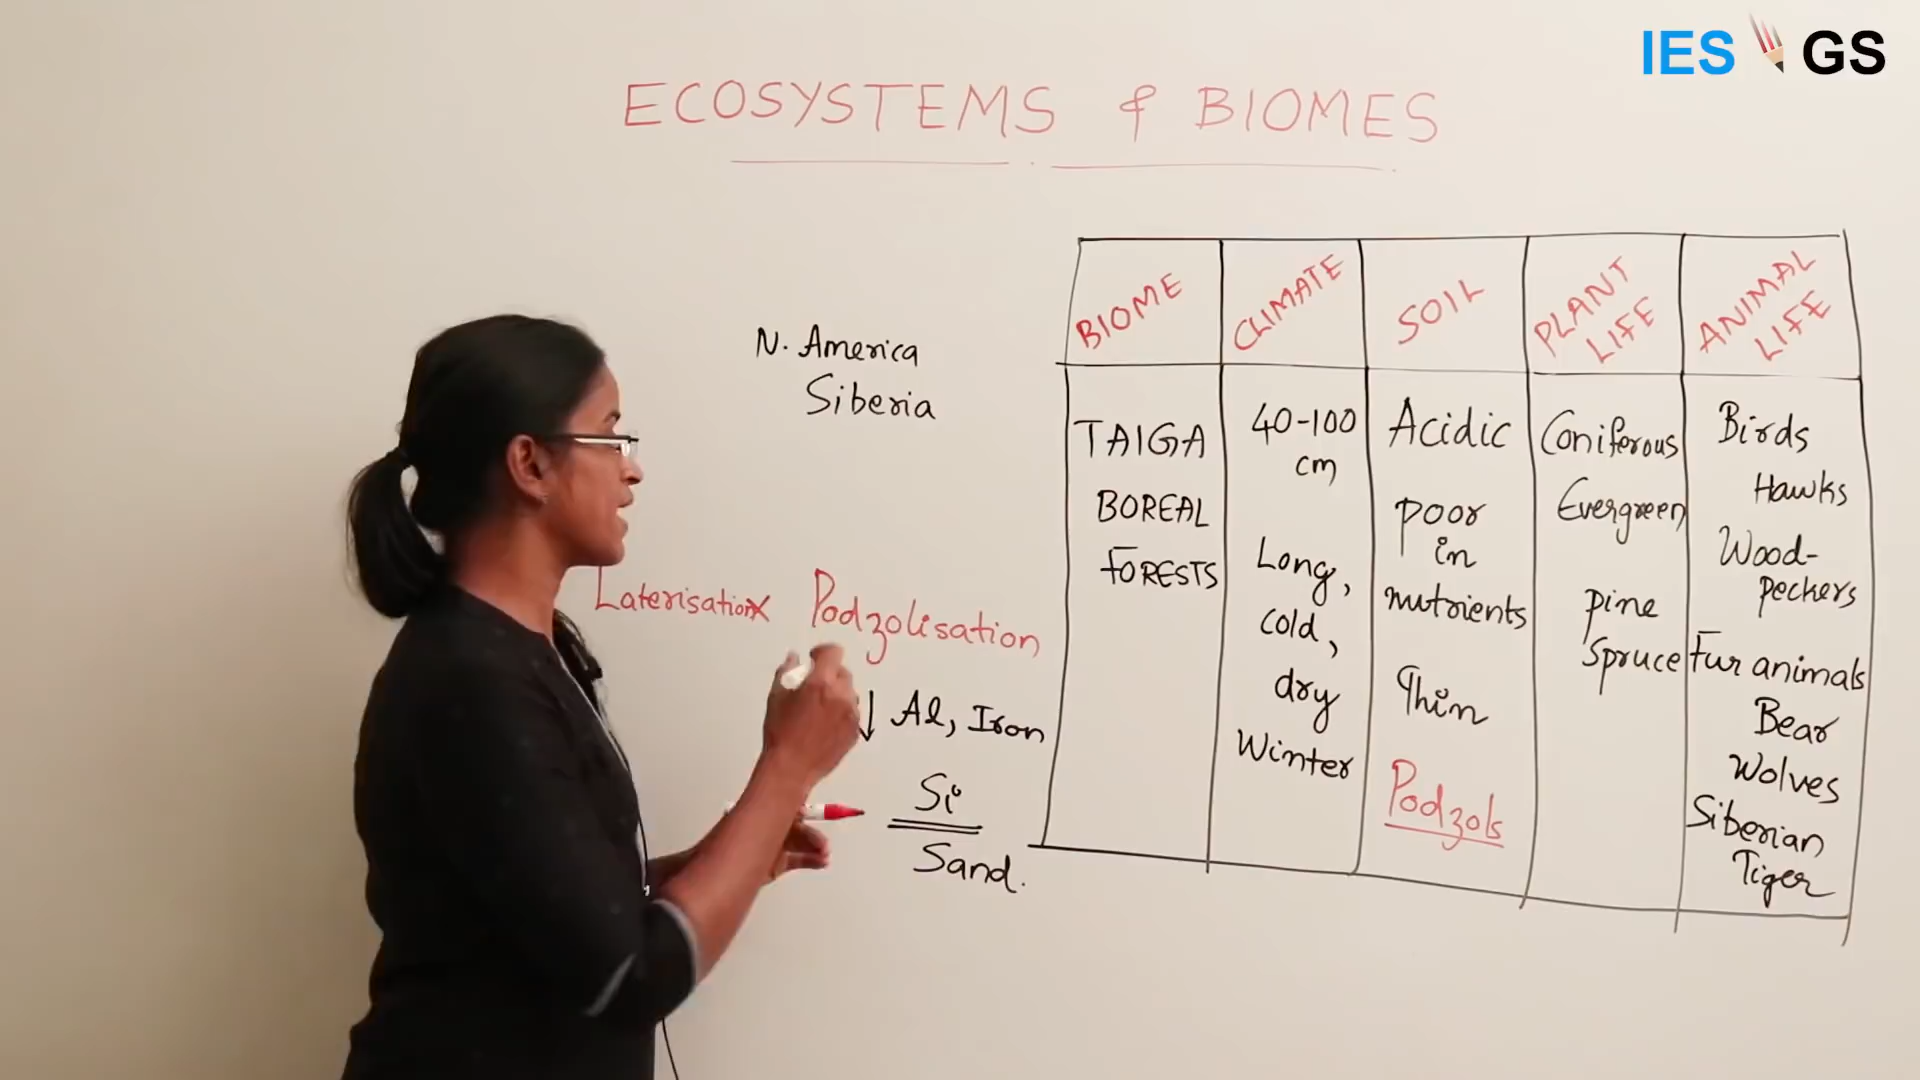 IES GS
ECOSYSTEMS & BIOMES
N. America
Siberia
Laterisation x Podzolisation
↓ Al, Iron
Si
Sand.
BIOME
TAIGA
BOREAL
FORESTS
CLIMATE
40-100
cm
Long,
cold,
dry
Winter
SOIL
Acidic
Poor
in
nutrients
Thin
Podzols
PLANT
LIFE
Coniferous
Evergreen
Pine
Spruce
ANIMAL
LIFE
Birds
Hawks
Wood-
Peckers
Fur animals
Bear
Wolves
Siberian
Tiger